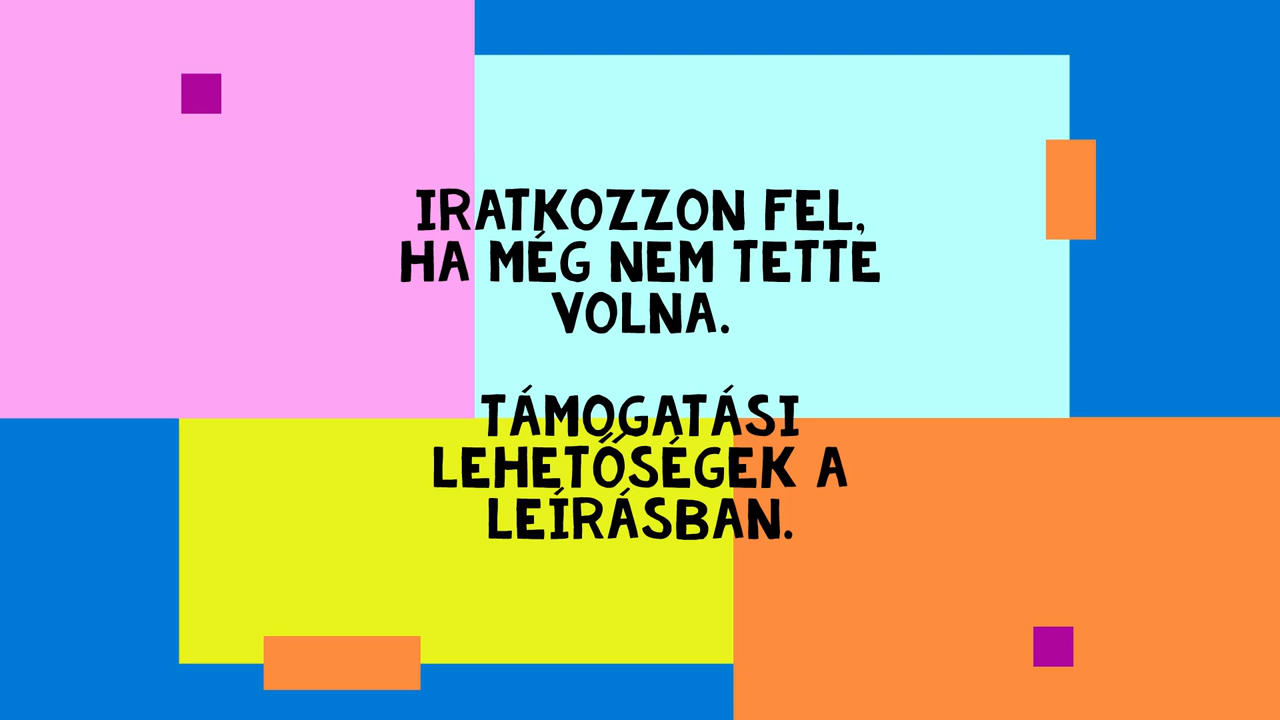 IRATKOZZON FEL,
HA MÉG NEM TETTE
VOLNA.
TÁMOGATÁSI
LEHETŐSÉGEK A
LEÍRÁSBAN.